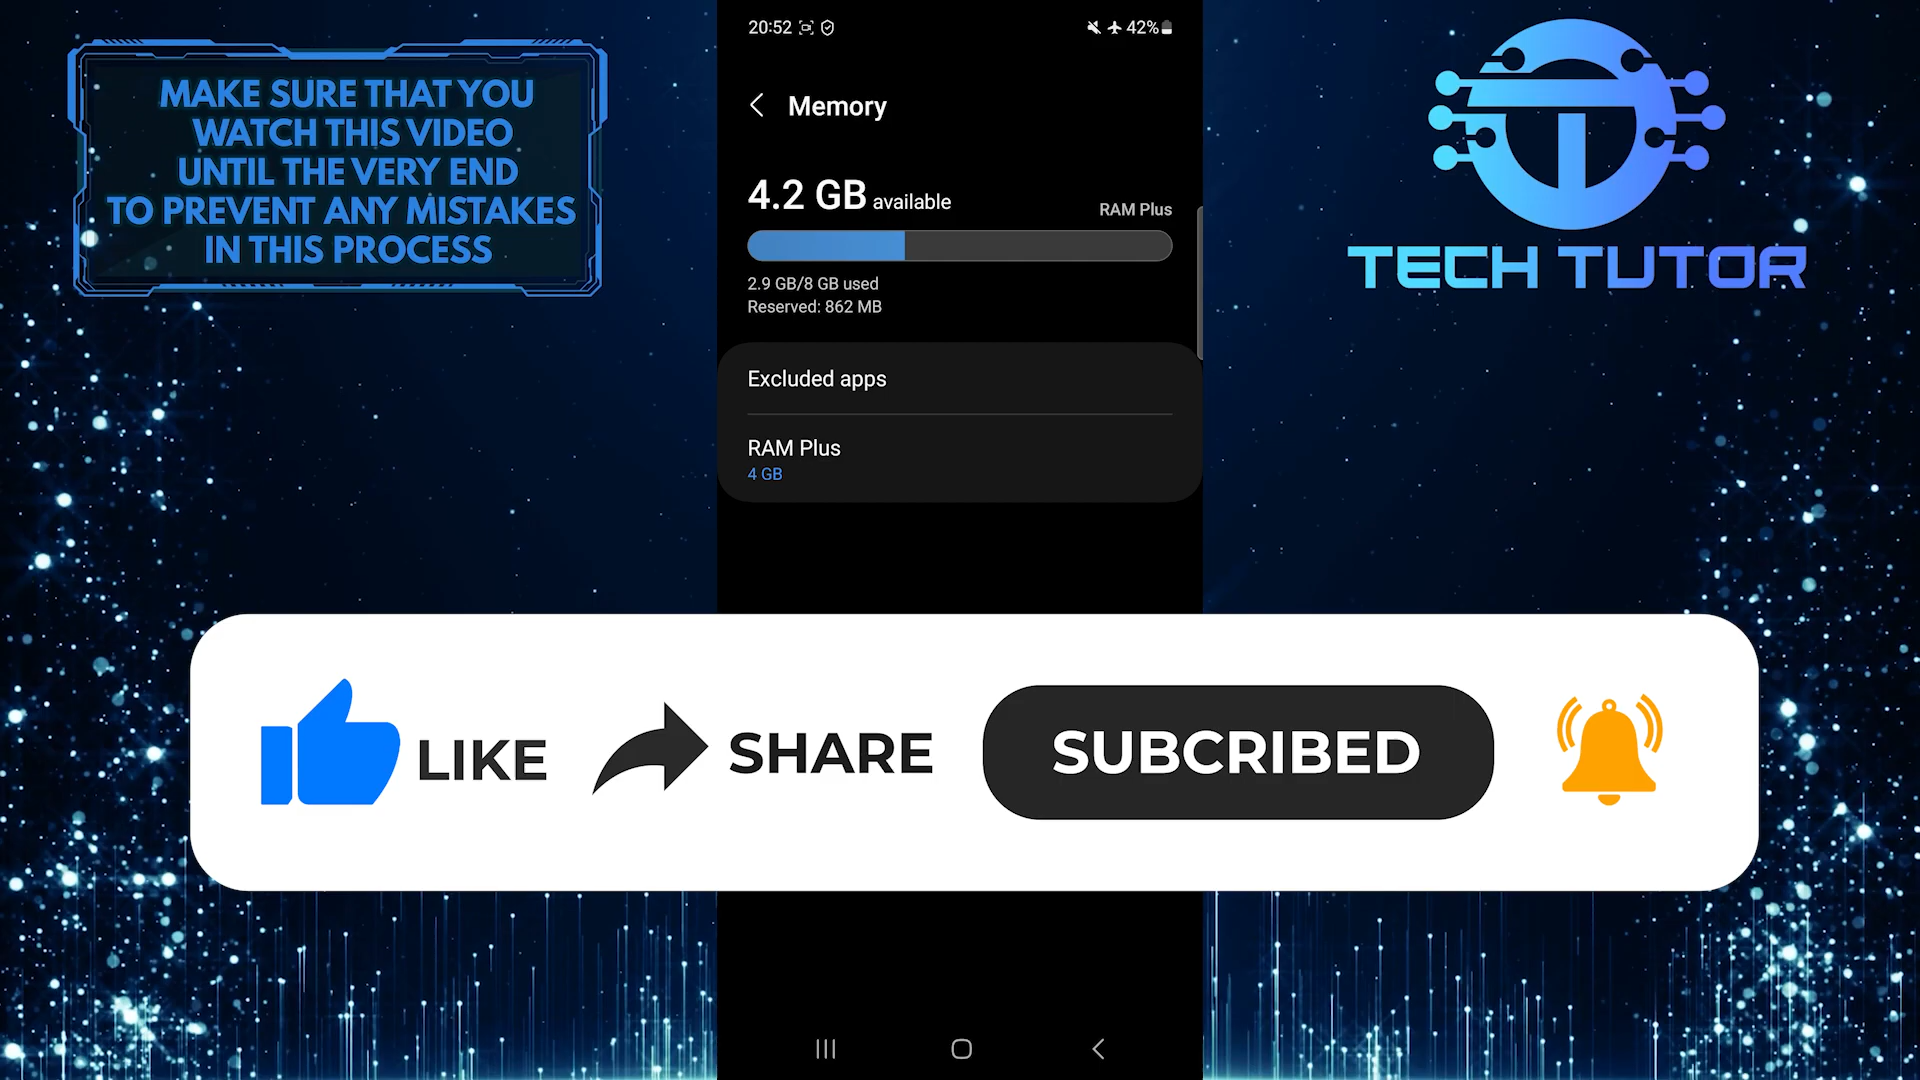 MAKE SURE THAT YOU
WATCH THIS VIDEO
UNTIL THE VERY END
TO PREVENT ANY MISTAKES
IN THIS PROCESS
20:52
42%
Memory
4.2 GB available
RAM Plus
2.9 GB/8 GB used
Reserved: 862 MB
Excluded apps
RAM Plus
4 GB
TECH TUTOR
LIKE
SHARE
SUBCRIBED